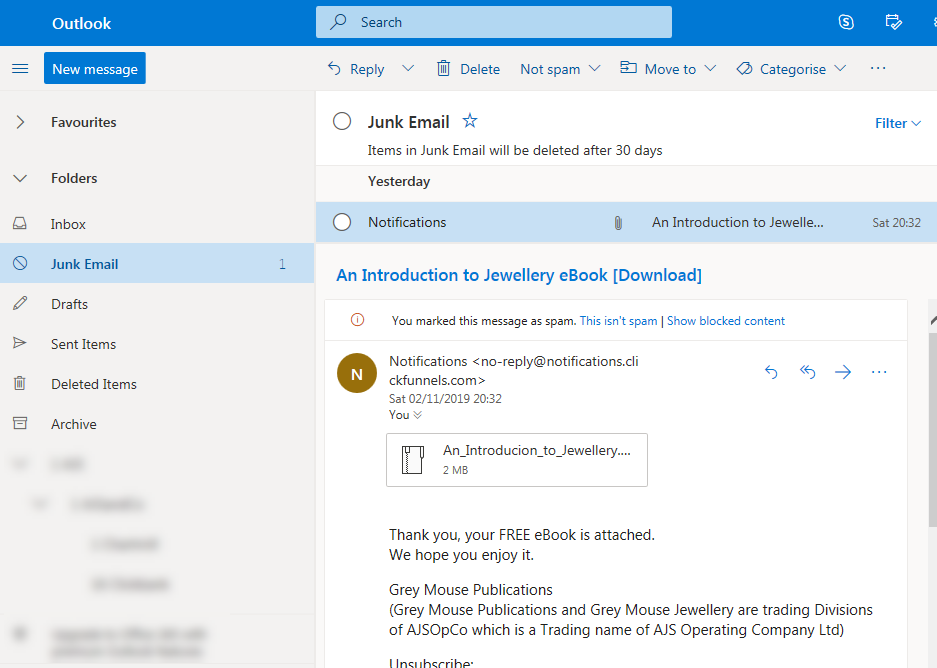 Outlook
Search
New message
Reply
Delete
Not spam
Move to
Categorise
Favourites
Folders
Inbox
Junk Email 1
Drafts
Sent Items
Deleted Items
Archive
Junk Email
Filter
Items in Junk Email will be deleted after 30 days
Yesterday
Notifications An Introduction to Jewelle... Sat 20:32
An Introduction to Jewellery eBook [Download]
You marked this message as spam. This isn't spam | Show blocked content
N
Notifications <no-reply@notifications.cli
ckfunnels.com>
Sat 02/11/2019 20:32
You
An_Introducion_to_Jewellery....
2 MB
Thank you, your FREE eBook is attached.
We hope you enjoy it.
Grey Mouse Publications
(Grey Mouse Publications and Grey Mouse Jewellery are trading Divisions
of AJSOpCo which is a Trading name of AJS Operating Company Ltd)
Unsubscribe: